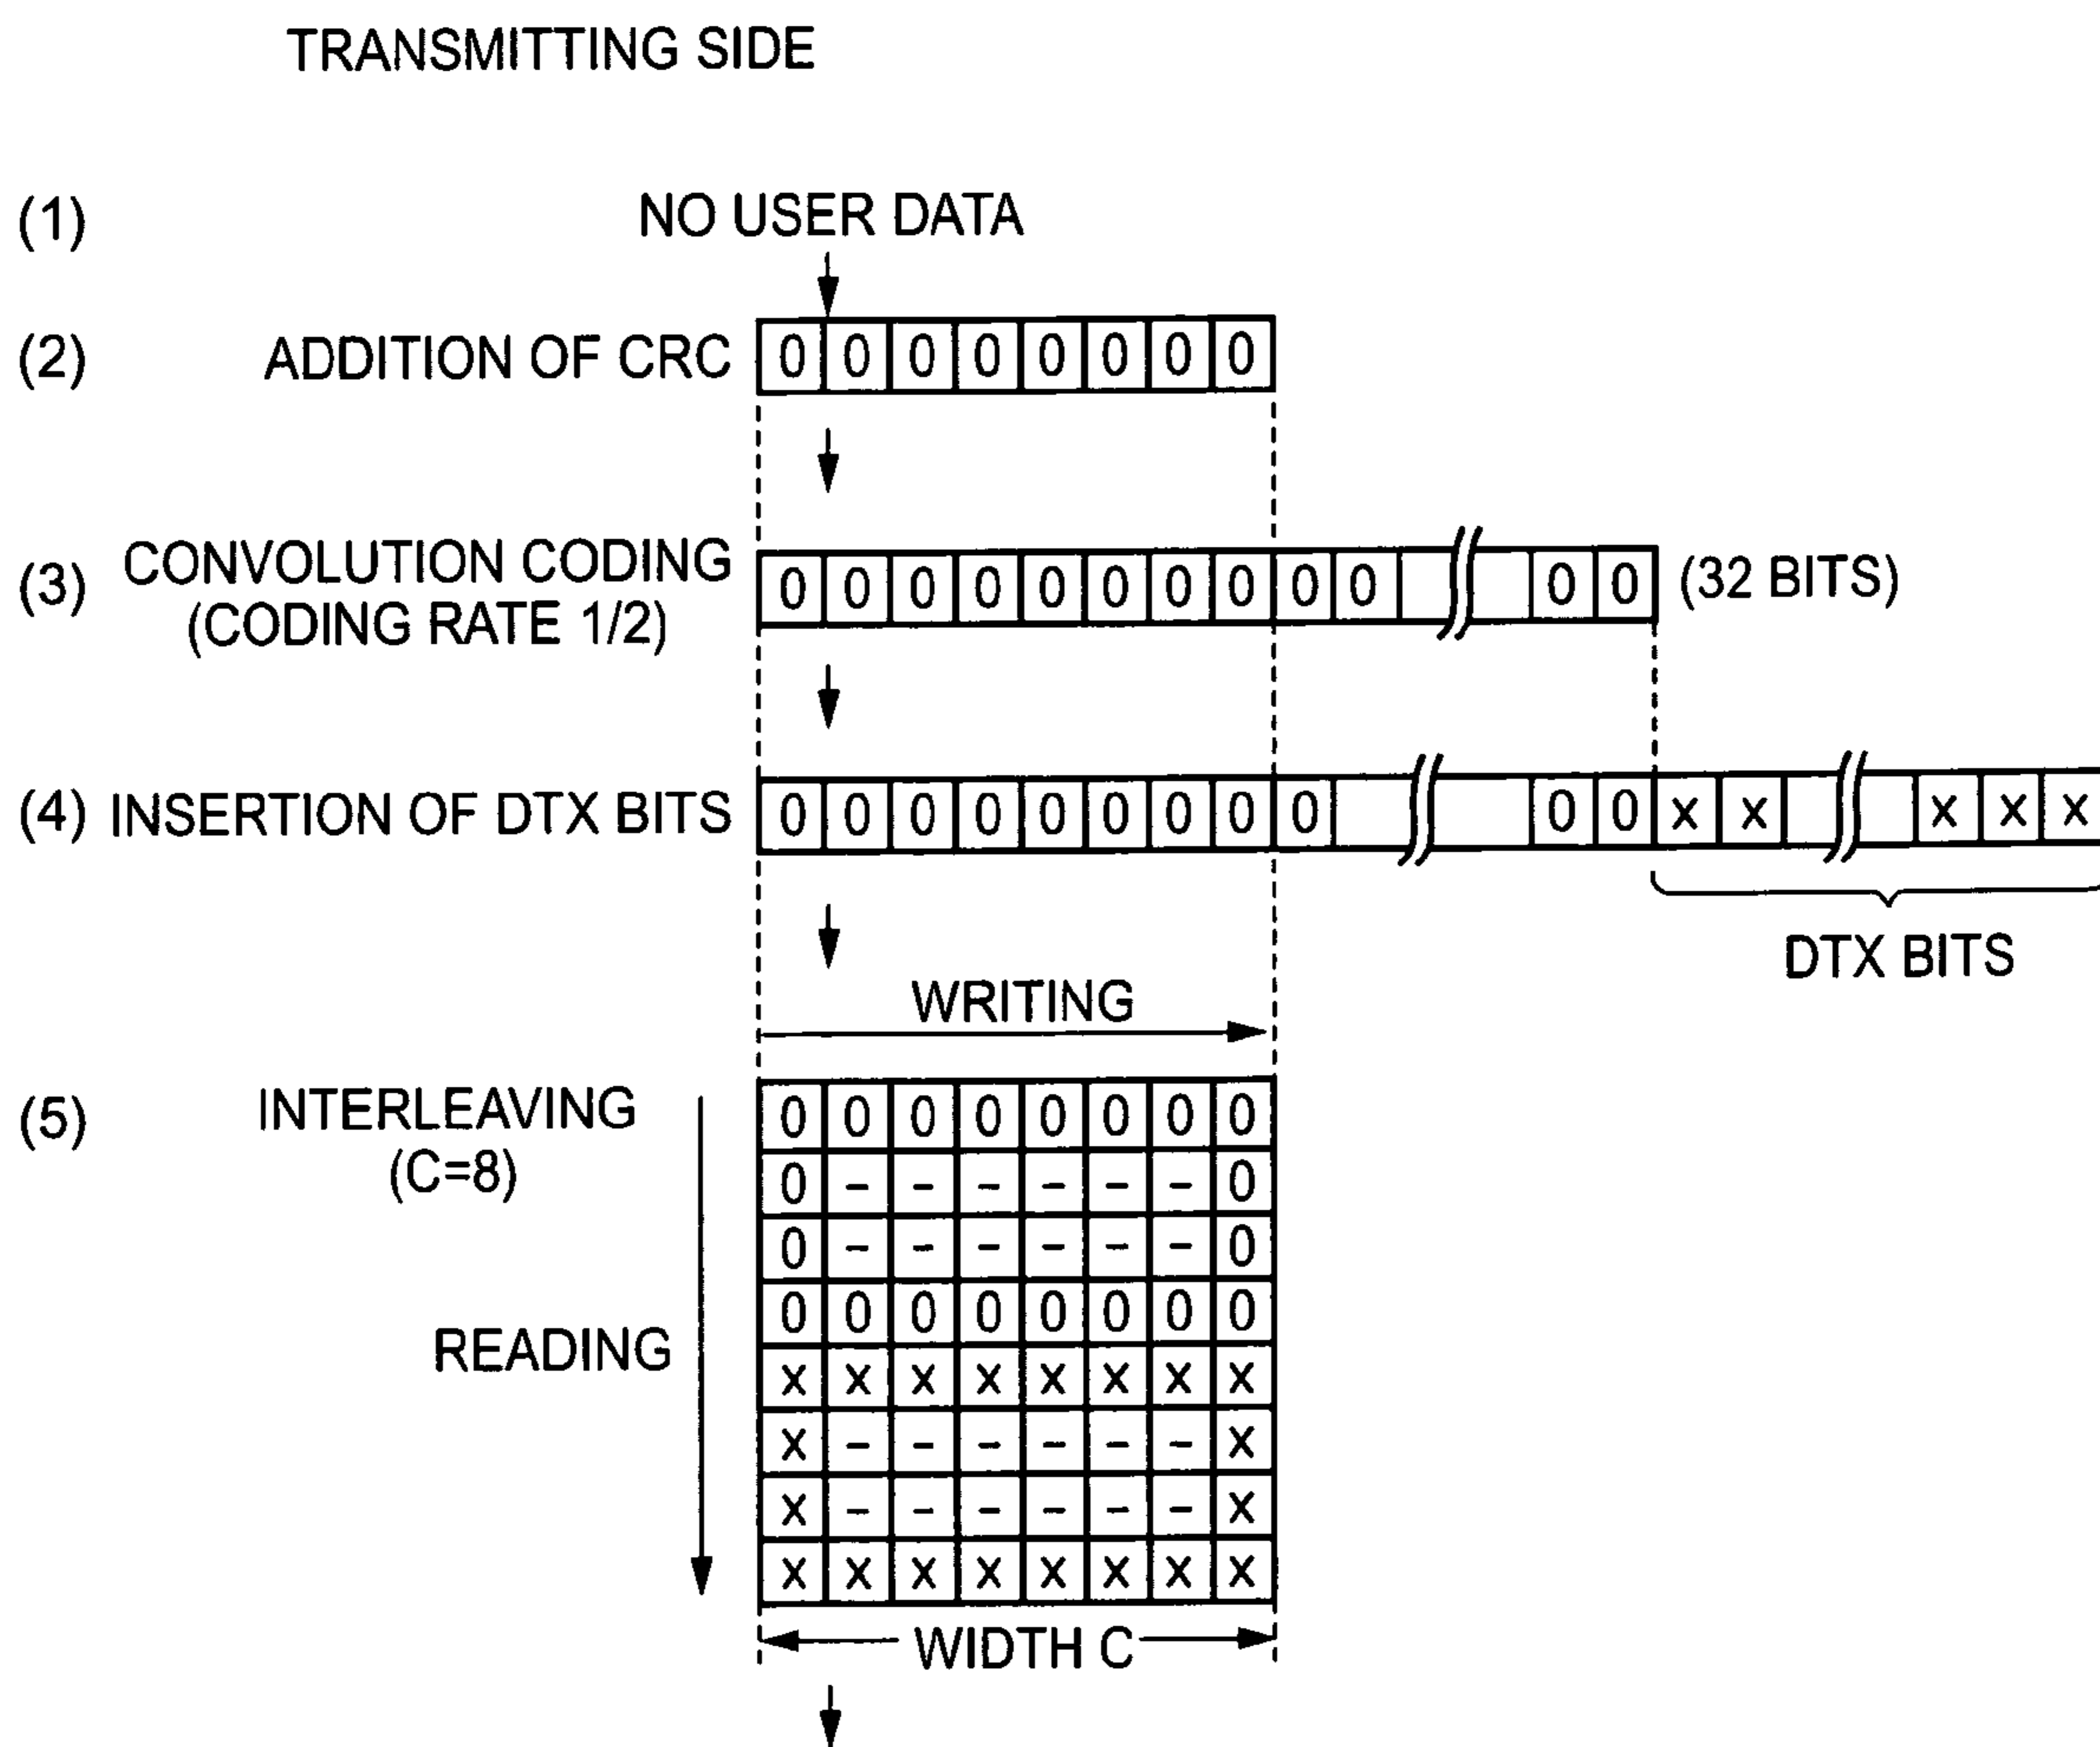 TRANSMITTING SIDE
(1) NO USER DATA
(2) ADDITION OF CRC 0 0 0 0 0 0 0 0
(3) CONVOLUTION CODING
(CODING RATE 1/2) 0 0 0 0 0 0 0 0 0 0 0 0 (32 BITS)
(4) INSERTION OF DTX BITS 0 0 0 0 0 0 0 0 0 0 0 x x x x x
DTX BITS
WRITING
(5) INTERLEAVING
(C=8)
READING
0 0 0 0 0 0 0 0
0 - - - - - - 0
0 - - - - - - 0
0 0 0 0 0 0 0 0
x x x x x x x x
x - - - - - - x
x - - - - - - x
x x x x x x x x
WIDTH C